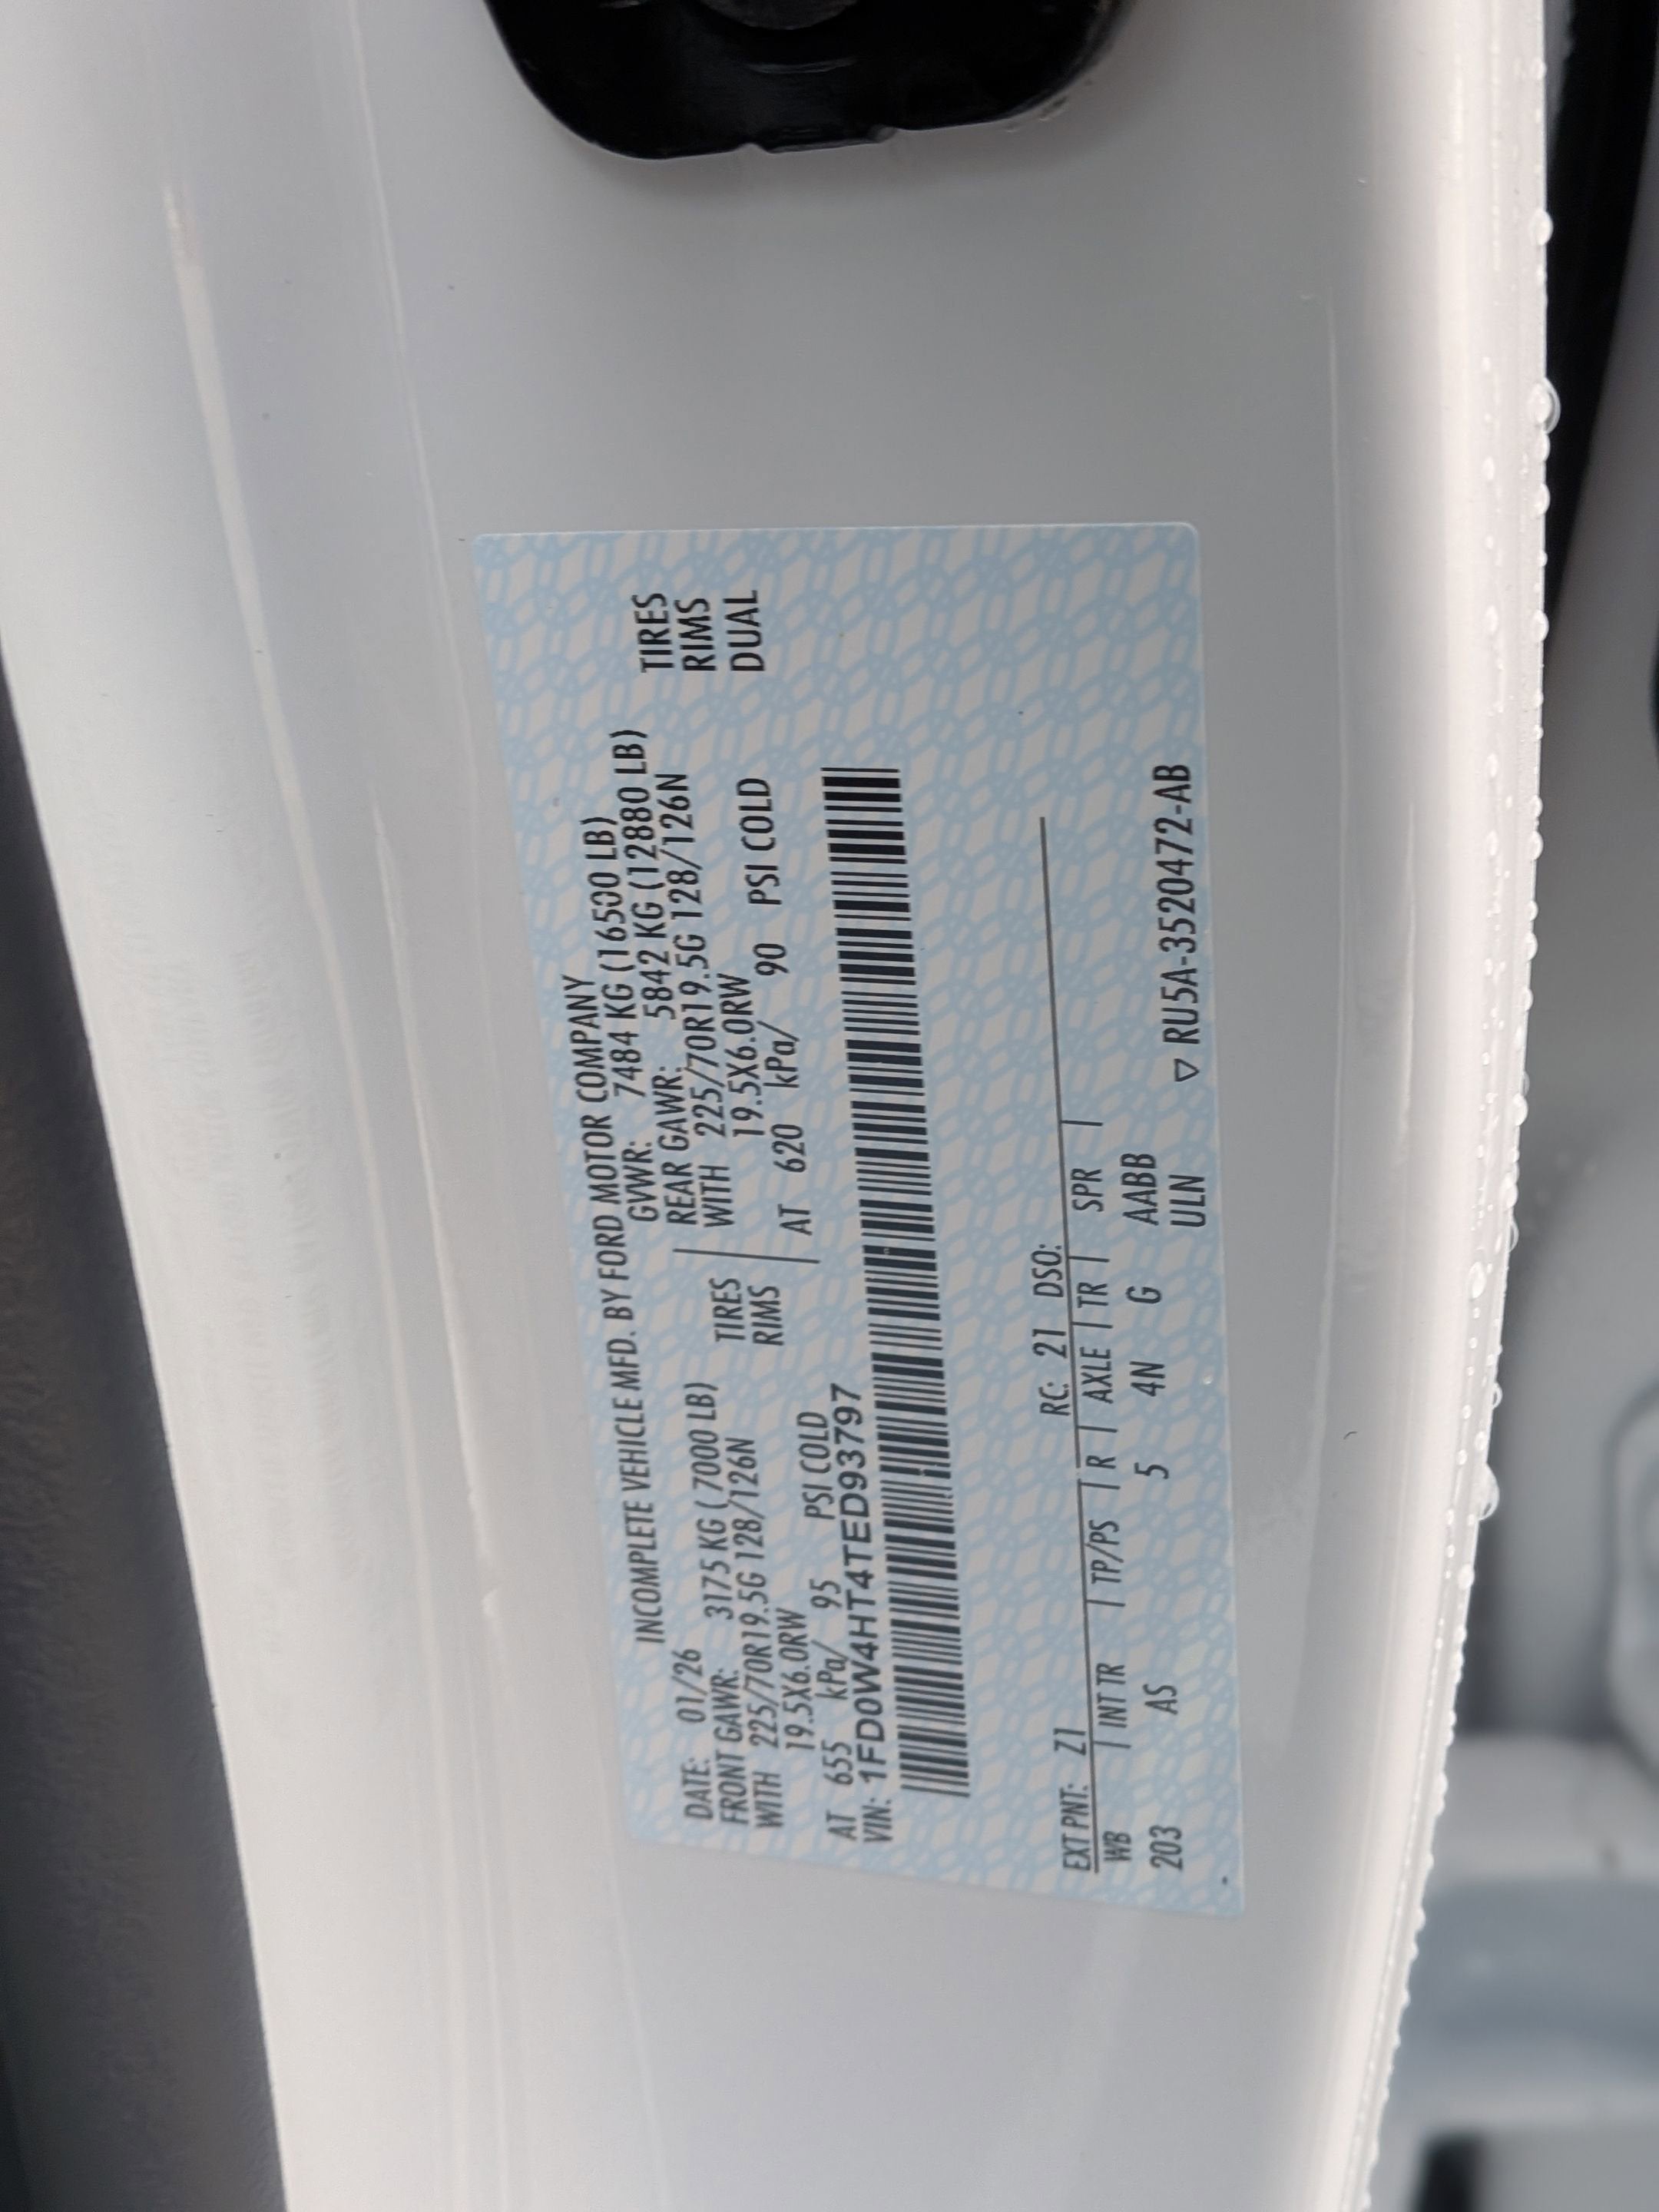 INCOMPLETE VEHICLE MFD. BY FORD MOTOR COMPANY
DATE: 01/26 GVWR: 7484 KG (16500 LB)
FRONT GAWR: 3175 KG ( 7000 LB) REAR GAWR: 5842 KG (12880 LB)
WITH 225/70R19.5G 128/126N TIRES WITH 225/70R19.5G 128/126N TIRES
19.5X6.0RW RIMS 19.5X6.0RW RIMS
AT 655 kPa/ 95 PSI COLD AT 620 kPa/ 90 PSI COLD DUAL
VIN: 1FD0W4HT4TED93797
EXT PNT: Z1 RC: 21 DSO:
WB | INT TR | TP/PS | R | AXLE | TR | SPR |
203 AS 5 4N G AABB
ULN ▽ RU5A-3520472-AB